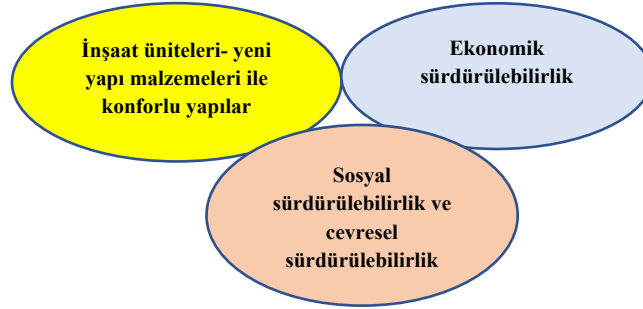 İnşaat üniteleri- yeni
yapı malzemeleri ile
konforlu yapılar
Ekonomik
sürdürülebilirlik
Sosyal
sürdürülebilirlik ve
cevresel
sürdürülebilirlik